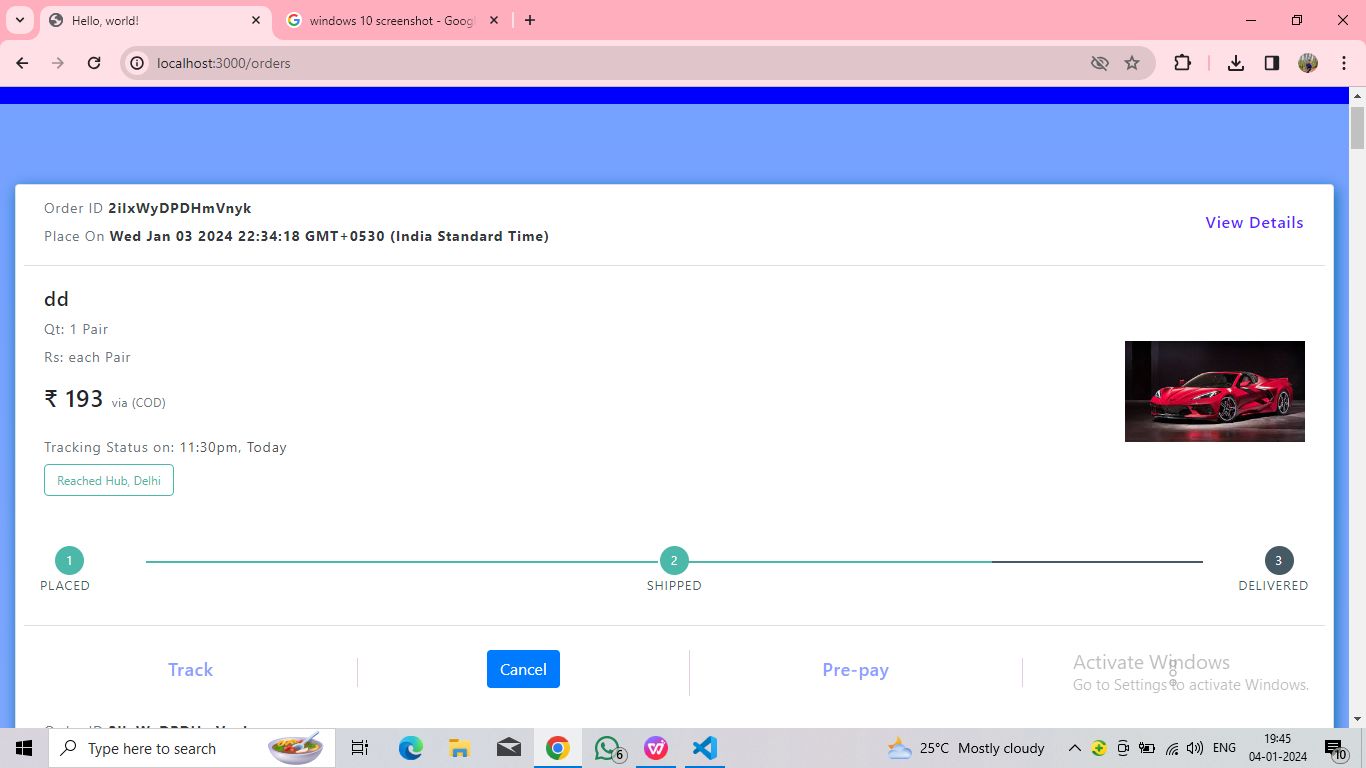 Hello, world!
windows 10 screenshot - Goog
localhost:3000/orders
Order ID 2iIxWyDPDHmVnyk
Place On Wed Jan 03 2024 22:34:18 GMT+0530 (India Standard Time)
View Details
dd
Qt: 1 Pair
Rs: each Pair
₹ 193 via (COD)
Tracking Status on: 11:30pm, Today
Reached Hub, Delhi
1
2
3
PLACED
SHIPPED
DELIVERED
Track
Cancel
Pre-pay
Activate Windows
Go to Settings to activate Windows.
Type here to search
6
25°C Mostly cloudy
ENG
19:45
04-01-2024
10